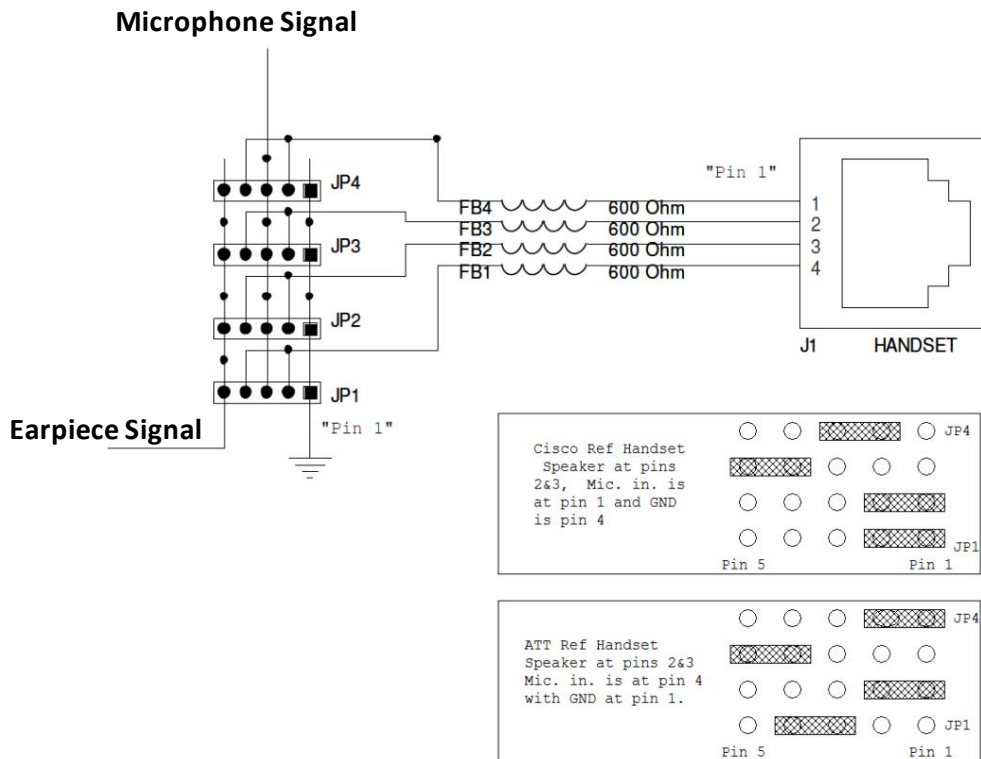 Microphone Signal
JP4
JP3
JP2
JP1
"Pin 1"
Earpiece Signal
"Pin 1"
FB4 600 Ohm
FB3 600 Ohm
FB2 600 Ohm
FB1 600 Ohm
1
2
3
4
J1 HANDSET
Cisco Ref Handset
Speaker at pins
2&3, Mic. in. is
at pin 1 and GND
is pin 4
JP4
JP1
Pin 5 Pin 1
ATT Ref Handset
Speaker at pins 2&3
Mic. in. is at pin 4
with GND at pin 1.
JP4
JP1
Pin 5 Pin 1